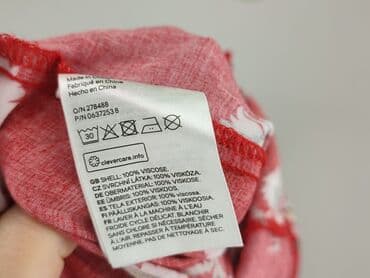 Made in China
Fabriqué en Chine
Hecho en China
O/N 278488
P/N 0637253 8
30
clevercare.info
GB SHELL: 100% VISCOSE.
CZ SVRCHNÍ LÁTKA: 100% VISKÓZA.
DE OBERMATERIAL: 100% VISKOSE.
EE ÜMBRIS: 100% VISKOOS.
ES TELA EXTERIOR: 100% viscosa.
FI PÄÄLLISKANGAS: 100% VISKOOSI.
FR LAVER À LA MACHINE À L'EAU
FROIDE CYCLE DÉLICAT. BLANCHIR
SANS CHLORE SI NÉCESSAIRE. SÉCHER
À L'AIR. REPASSER À TEMPÉRATURE
MOYENNE. PAS DE NETTOYAGE À SEC.